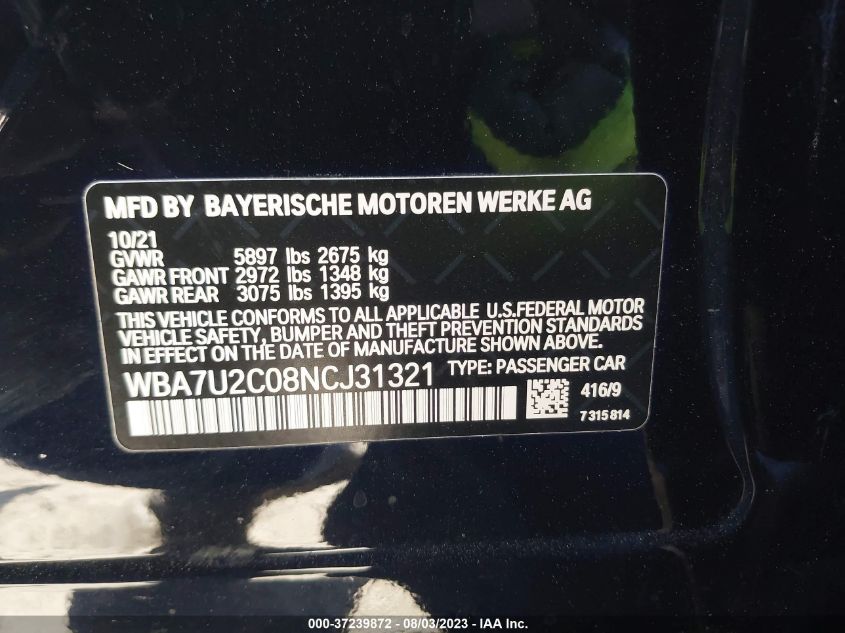 MFD BY BAYERISCHE MOTOREN WERKE AG
10/21
GVWR 5897 lbs 2675 kg
GAWR FRONT 2972 lbs 1348 kg
GAWR REAR 3075 lbs 1395 kg
THIS VEHICLE CONFORMS TO ALL APPLICABLE U.S.FEDERAL MOTOR
VEHICLE SAFETY, BUMPER AND THEFT PREVENTION STANDARDS
IN EFFECT ON THE DATE OF MANUFACTURE SHOWN ABOVE.
WBA7U2C08NCJ31321 TYPE: PASSENGER CAR
416/9
7315814
000-37239872 - 08/03/2023 - IAA Inc.